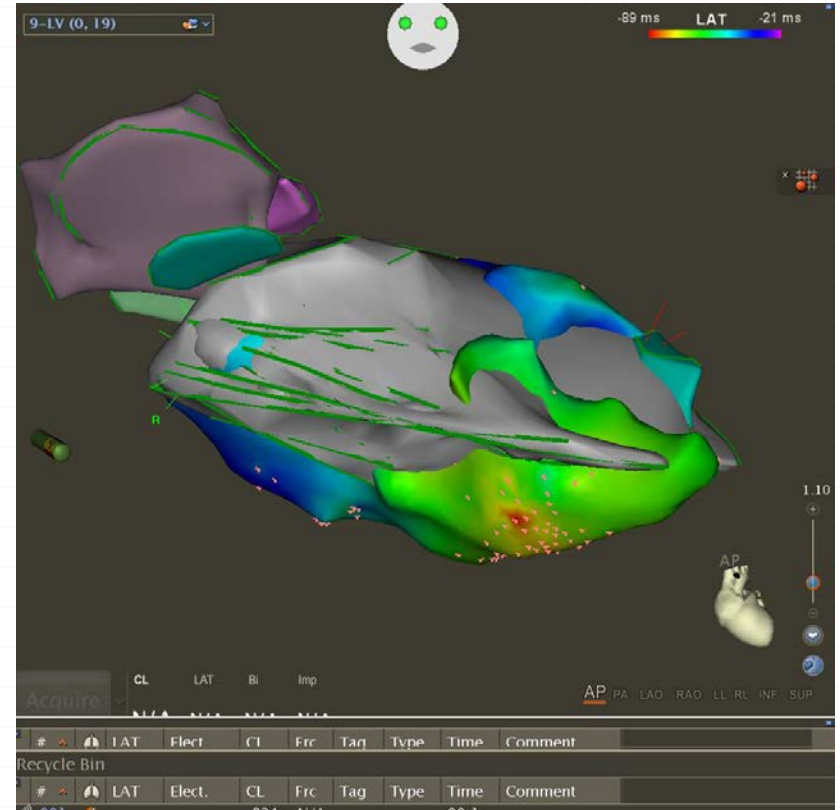 9-LV (0, 19)
-89 ms LAT -21 ms
R
1.10
AP
CL LAT Bi Imp
Acquire
AP PA LAO RAO LL RL INF SUP
# LAT Elect. CL Frc Tag Type Time Comment
Recycle Bin
# LAT Elect. CL Frc Tag Type Time Comment